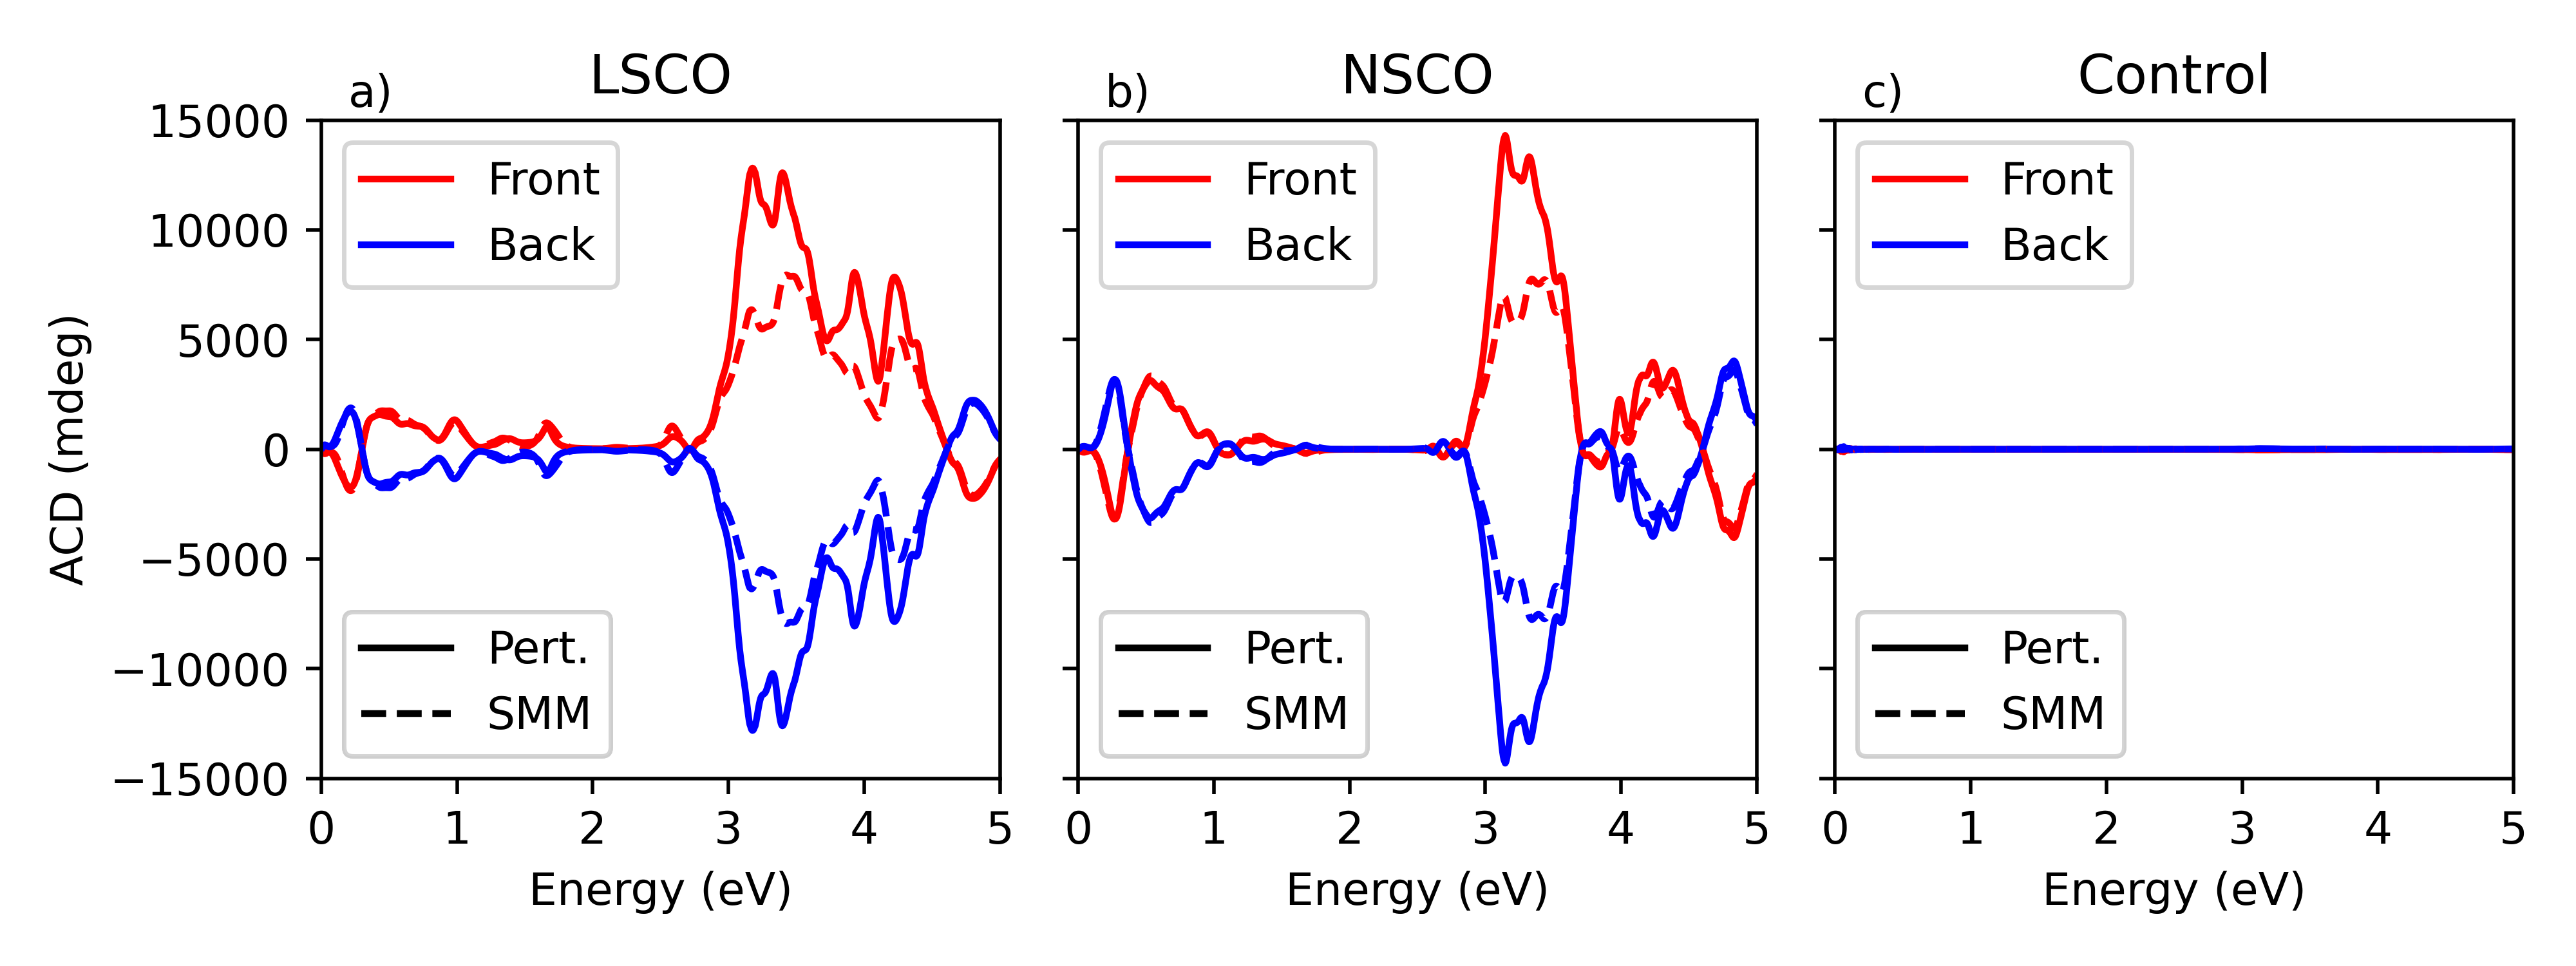 LSCO NSCO Control
a) b) c)
15000
10000
5000
0
−5000
−10000
−15000
ACD (mdeg)
Front
Back
Pert.
SMM
Front
Back
Pert.
SMM
Front
Back
Pert.
SMM
0 1 2 3 4 5 0 1 2 3 4 5 0 1 2 3 4 5
Energy (eV) Energy (eV) Energy (eV)